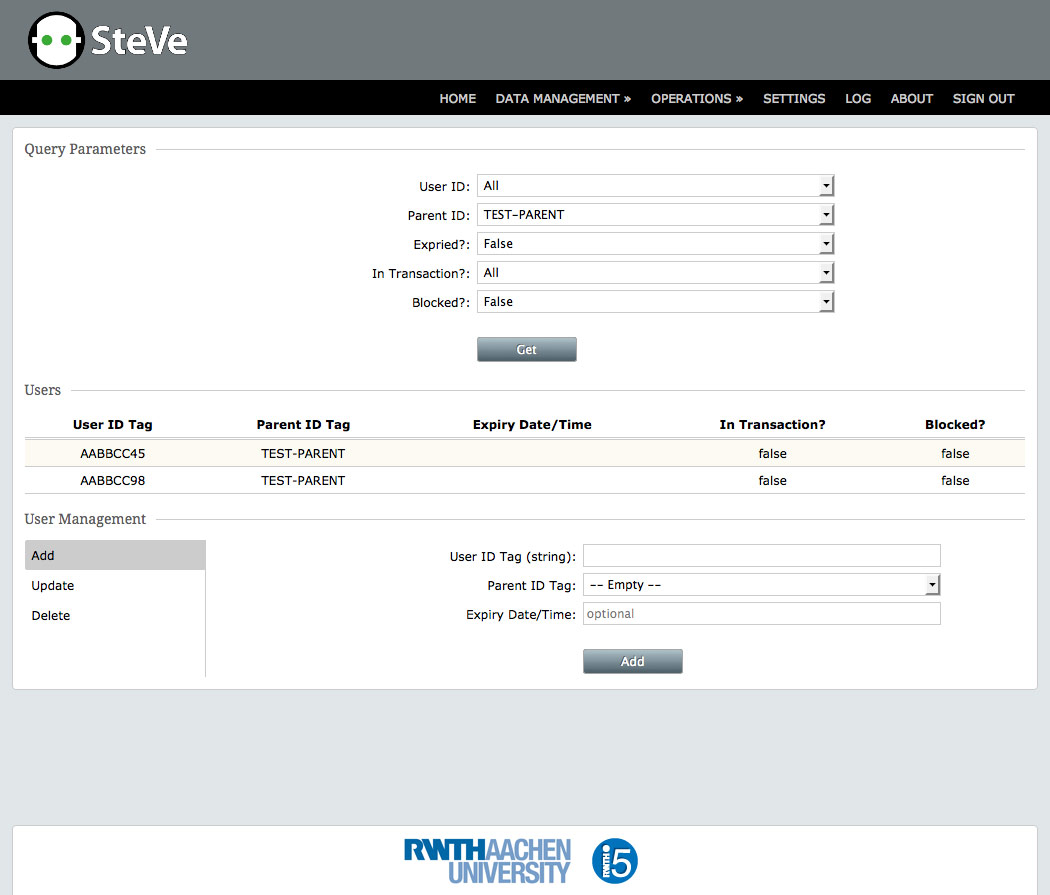 SteVe
HOME DATA MANAGEMENT » OPERATIONS » SETTINGS LOG ABOUT SIGN OUT
Query Parameters
User ID: All
Parent ID: TEST-PARENT
Expried?: False
In Transaction?: All
Blocked?: False
Get
Users
User ID Tag Parent ID Tag Expiry Date/Time In Transaction? Blocked?
AABBCC45 TEST-PARENT false false
AABBCC98 TEST-PARENT false false
User Management
Add
Update
Delete
User ID Tag (string):
Parent ID Tag: -- Empty --
Expiry Date/Time: optional
Add
RWTHAACHEN
UNIVERSITY
RWTH i5